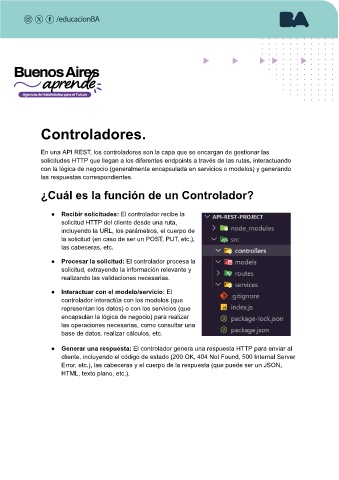 /educacionBA
BA
Buenos Aires
aprende
Agencia de Habilidades para el Futuro
Controladores.
En una API REST, los controladores son la capa que se encargan de gestionar las
solicitudes HTTP que llegan a los diferentes endpoints a través de las rutas, interactuando
con la lógica de negocio (generalmente encapsulada en servicios o modelos) y generando
las respuestas correspondientes.
¿Cuál es la función de un Controlador?
● Recibir solicitudes: El controlador recibe la
solicitud HTTP del cliente desde una ruta,
incluyendo la URL, los parámetros, el cuerpo de
la solicitud (en caso de ser un POST, PUT, etc.),
las cabeceras, etc.
● Procesar la solicitud: El controlador procesa la
solicitud, extrayendo la información relevante y
realizando las validaciones necesarias.
● Interactuar con el modelo/servicio: El
controlador interactúa con los modelos (que
representan los datos) o con los servicios (que
encapsulan la lógica de negocio) para realizar
las operaciones necesarias, como consultar una
base de datos, realizar cálculos, etc.
API-REST-PROJECT
node_modules
src
controllers
models
routes
services
.gitignore
index.js
package-lock.json
package.json
● Generar una respuesta: El controlador genera una respuesta HTTP para enviar al
cliente, incluyendo el código de estado (200 OK, 404 Not Found, 500 Internal Server
Error, etc.), las cabeceras y el cuerpo de la respuesta (que puede ser un JSON,
HTML, texto plano, etc.).